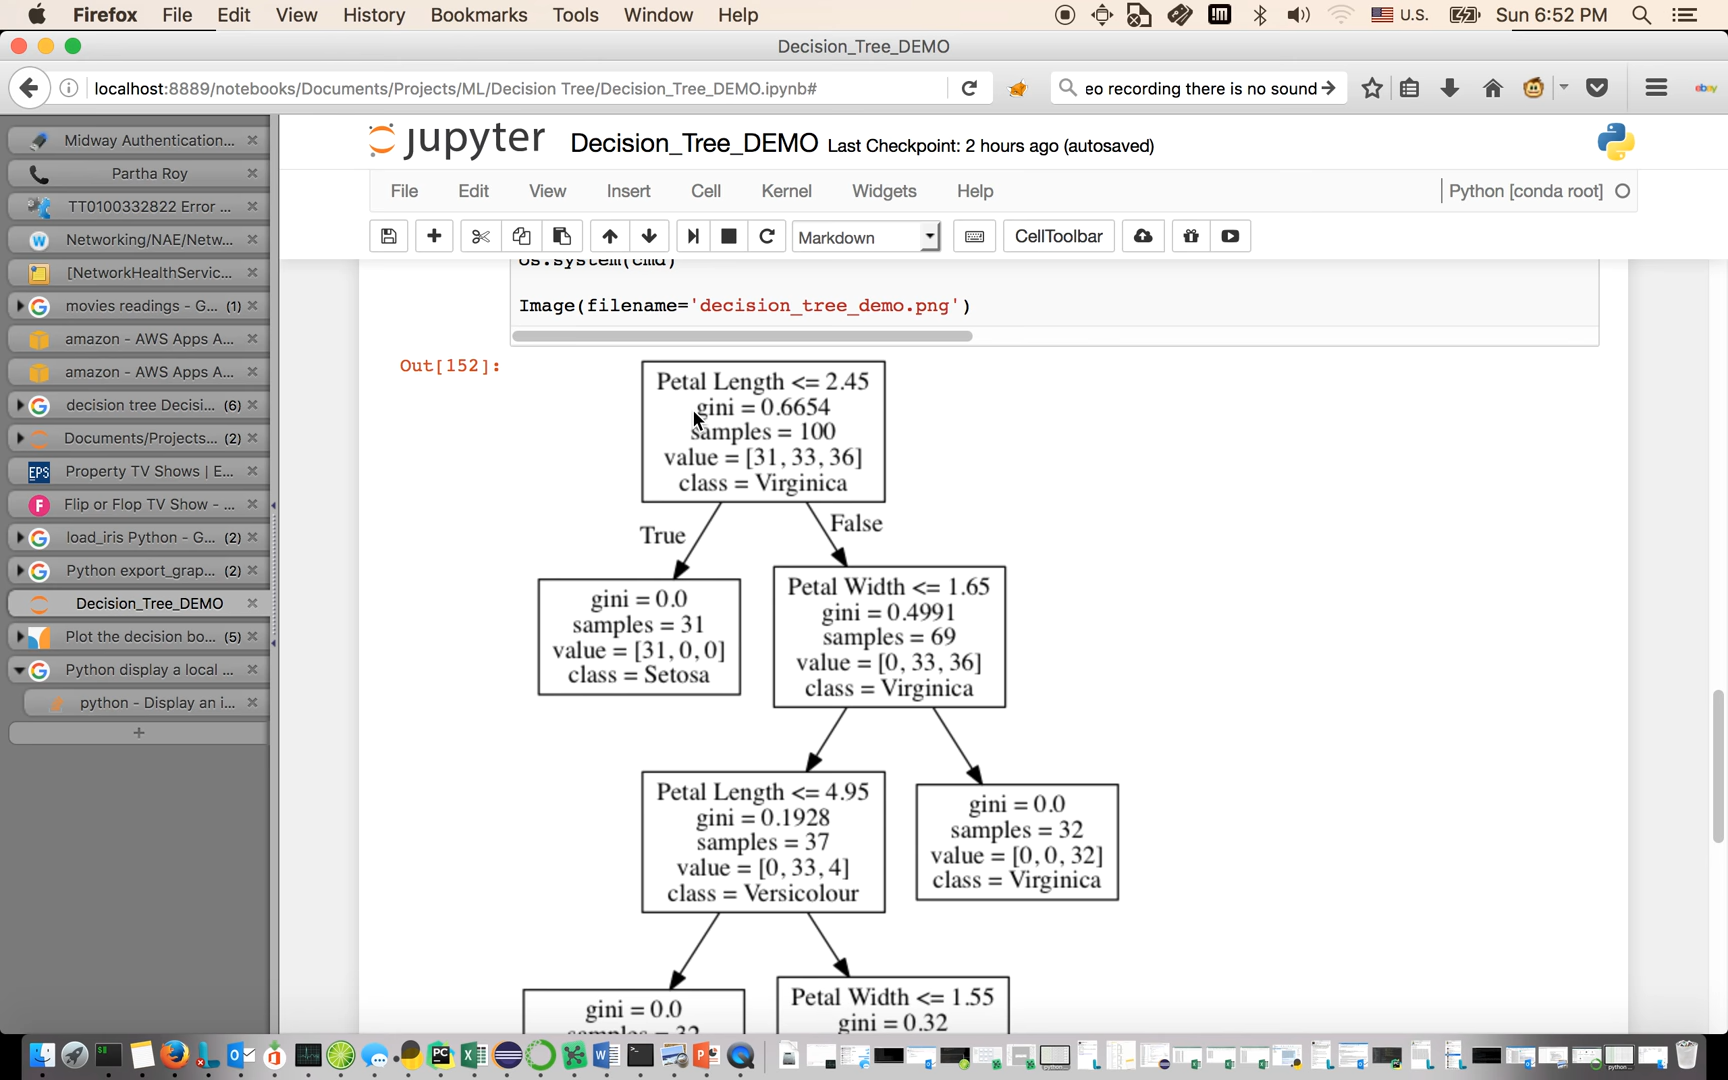 Firefox File Edit View History Bookmarks Tools Window Help U.S. Sun 6:52 PM
Decision_Tree_DEMO
localhost:8889/notebooks/Documents/Projects/ML/Decision Tree/Decision_Tree_DEMO.ipynb#
eo recording there is no sound
ebay
Midway Authentication...
Partha Roy
TT0100332822 Error ...
Networking/NAE/Netw...
[NetworkHealthServic...
movies readings - G... (1)
amazon - AWS Apps A...
amazon - AWS Apps A...
decision tree Decisi... (6)
Documents/Projects... (2)
EPS Property TV Shows | E...
F Flip or Flop TV Show - ...
load_iris Python - G... (2)
Python export_grap... (2)
Decision_Tree_DEMO
Plot the decision bo... (5)
Python display a local ...
python - Display an i...
jupyter Decision_Tree_DEMO Last Checkpoint: 2 hours ago (autosaved)
File Edit View Insert Cell Kernel Widgets Help Python [conda root]
Markdown CellToolbar
os.system(cmd)
Image(filename='decision_tree_demo.png')
Out[152]:
Petal Length <= 2.45
gini = 0.6654
samples = 100
value = [31, 33, 36]
class = Virginica
True
False
gini = 0.0
samples = 31
value = [31, 0, 0]
class = Setosa
Petal Width <= 1.65
gini = 0.4991
samples = 69
value = [0, 33, 36]
class = Virginica
Petal Length <= 4.95
gini = 0.1928
samples = 37
value = [0, 33, 4]
class = Versicolour
gini = 0.0
samples = 32
value = [0, 0, 32]
class = Virginica
gini = 0.0
samples = 32
Petal Width <= 1.55
gini = 0.32